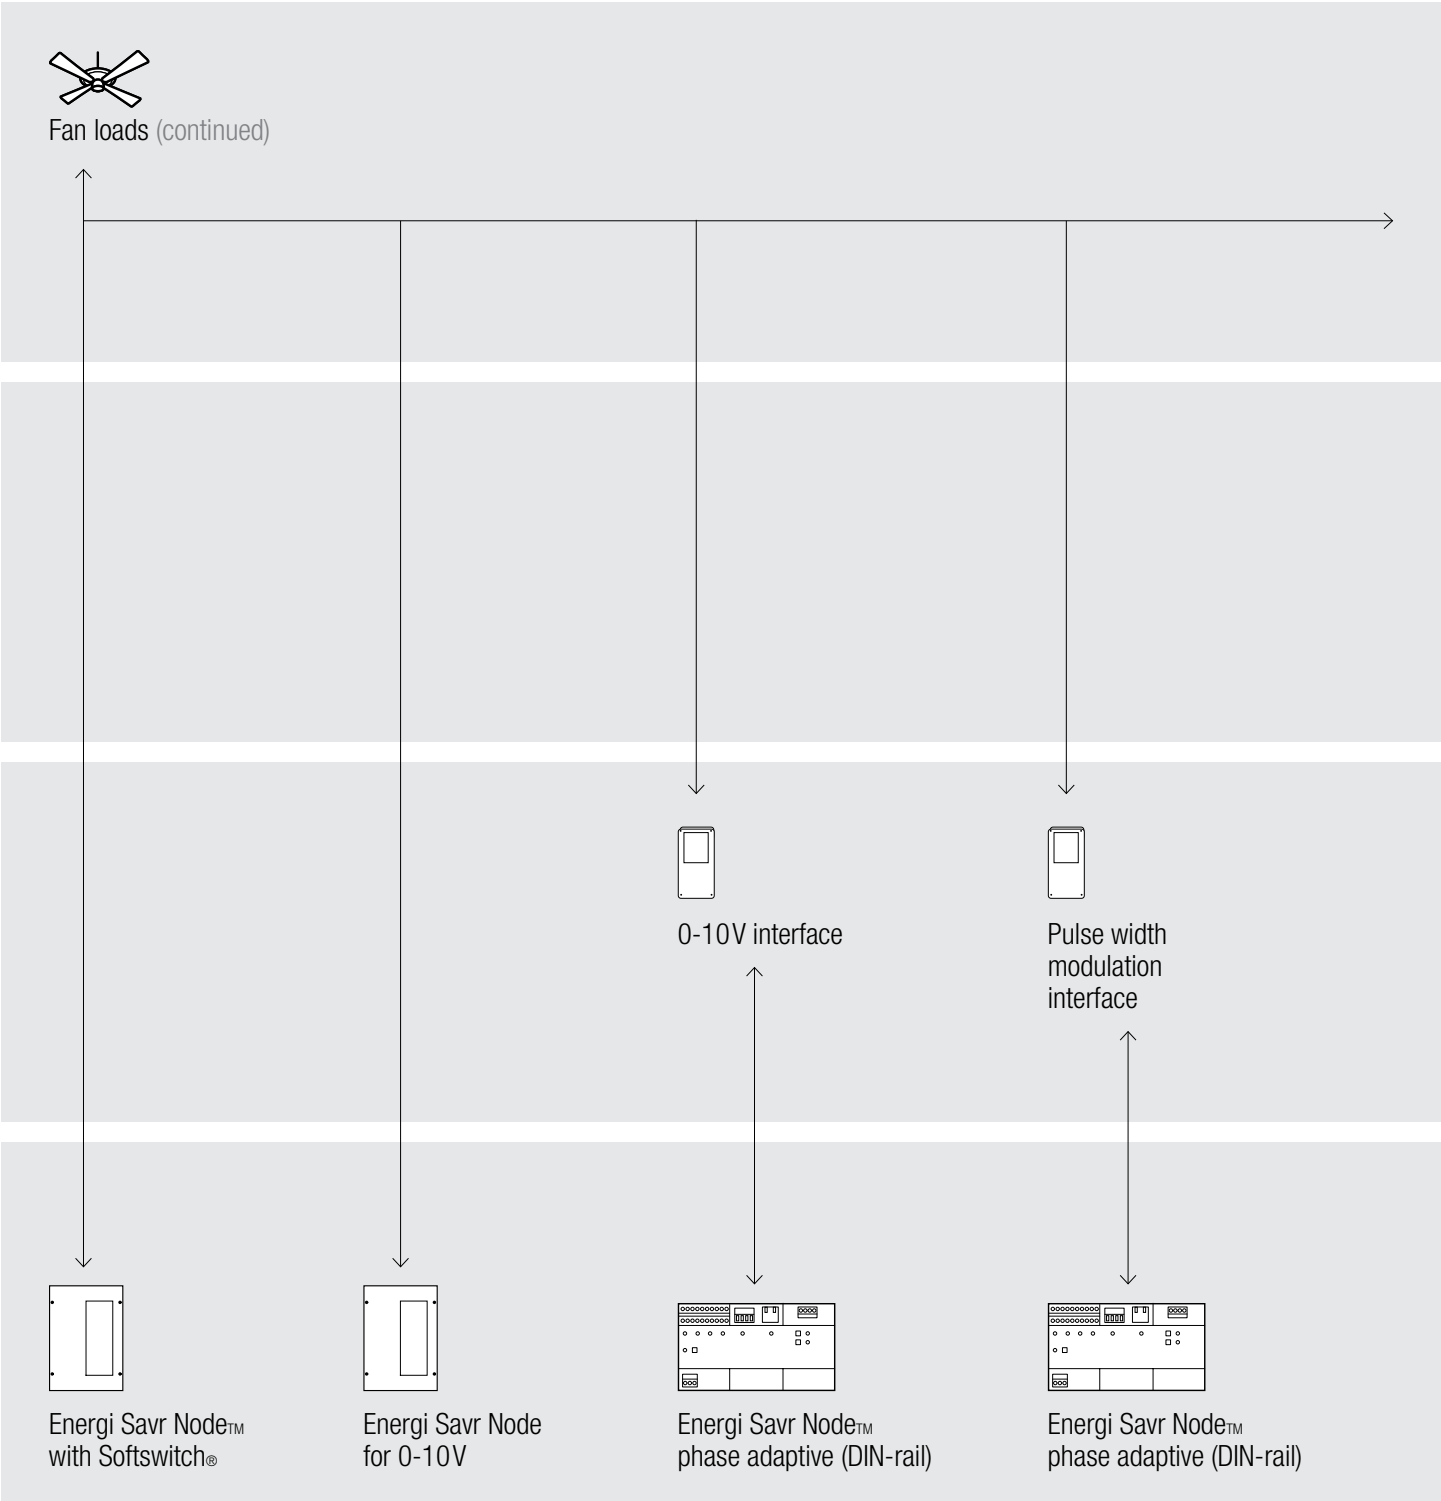 Fan loads (continued)
0-10V interface
Pulse width
modulation
interface
Energi Savr Node™
with Softswitch®
Energi Savr Node
for 0-10V
Energi Savr Node™
phase adaptive (DIN-rail)
Energi Savr Node™
phase adaptive (DIN-rail)